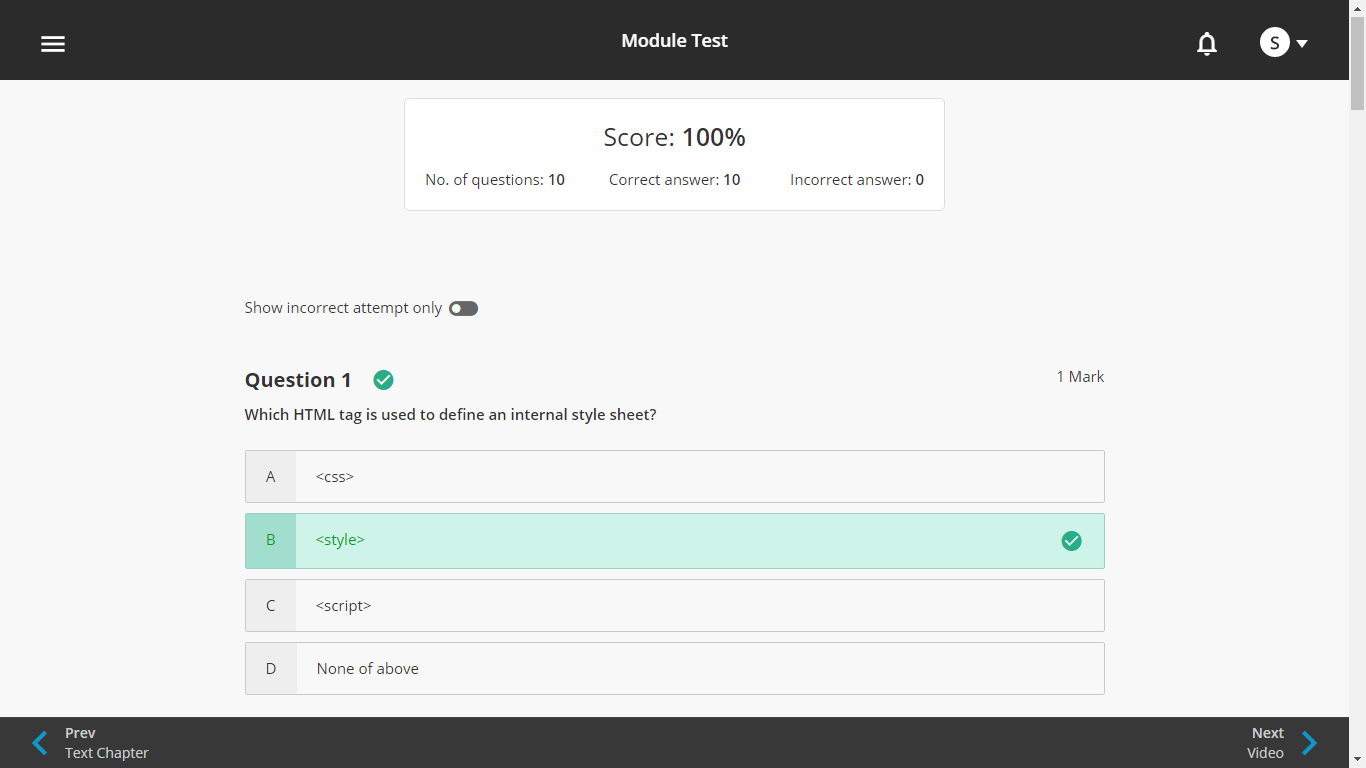 Module Test
S
Score: 100%
No. of questions: 10 Correct answer: 10 Incorrect answer: 0
Show incorrect attempt only
Question 1 1 Mark
Which HTML tag is used to define an internal style sheet?
A <css>
B <style>
C <script>
D None of above
Prev Next
Text Chapter Video